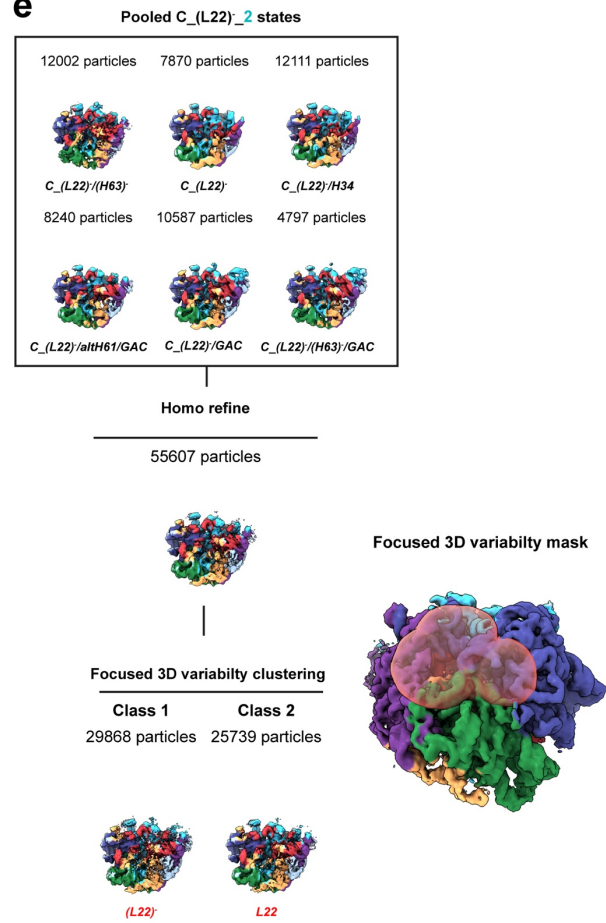 e
Pooled C_(L22)⁻_2 states
12002 particles 7870 particles 12111 particles
C_(L22)⁻/(H63)⁻ C_(L22)⁻ C_(L22)⁻/H34
8240 particles 10587 particles 4797 particles
C_(L22)⁻/altH61/GAC C_(L22)⁻/GAC C_(L22)⁻/(H63)⁻/GAC
Homo refine
55607 particles
Focused 3D variabilty mask
Focused 3D variabilty clustering
Class 1 Class 2
29868 particles 25739 particles
(L22)⁻ L22